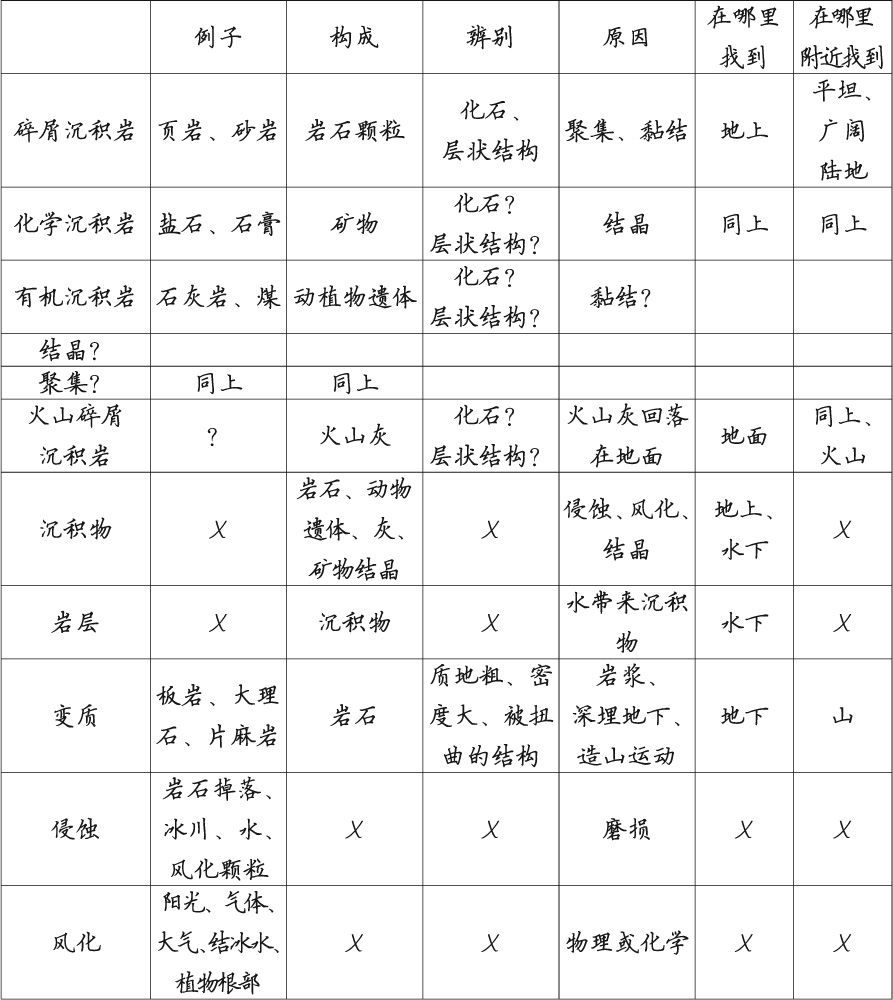 例子 构成 辨别 原因 在哪里找到 在哪里附近找到
碎屑沉积岩 页岩、砂岩 岩石颗粒 化石、层状结构 聚集、黏结 地上 平坦、广阔陆地
化学沉积岩 盐石、石膏 矿物 化石？层状结构？ 结晶 同上 同上
有机沉积岩 石灰岩、煤 动植物遗体 化石？层状结构？ 黏结？
结晶？
聚集？ 同上 同上
火山碎屑沉积岩 ？ 火山灰 化石？层状结构？ 火山灰回落在地面 地面 同上、火山
沉积物 X 岩石、动物遗体、灰、矿物结晶 X 侵蚀、风化、结晶 地上、水下 X
岩层 X 沉积物 X 水带来沉积物 水下 X
变质 板岩、大理石、片麻岩 岩石 质地粗、密度大、被扭曲的结构 岩浆、深埋地下、造山运动 地下 山
侵蚀 岩石掉落、冰川、水、风化颗粒 X X 磨损 X X
风化 阳光、气体、大气、结冰水、植物根部 X X 物理或化学 X X